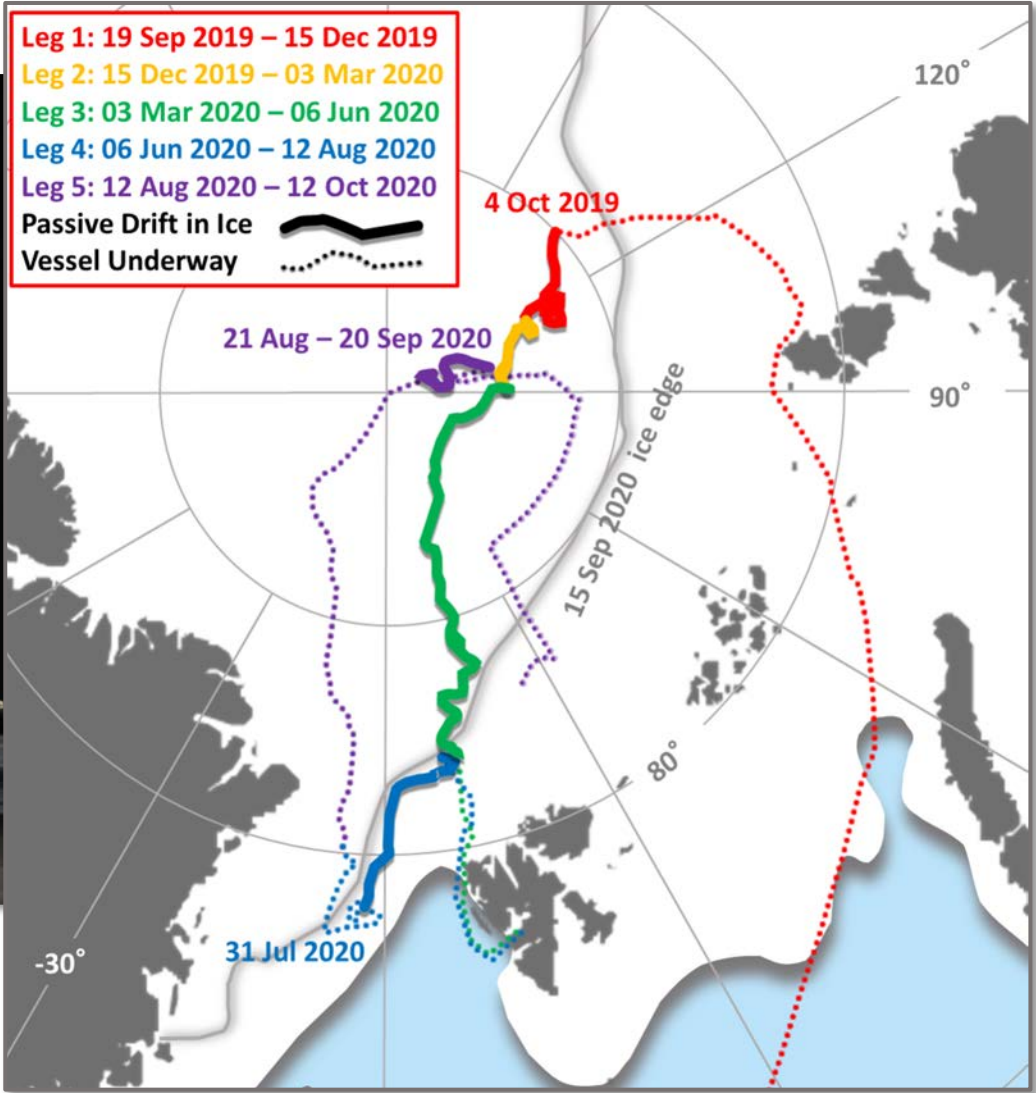 Leg 1: 19 Sep 2019 – 15 Dec 2019
Leg 2: 15 Dec 2019 – 03 Mar 2020
Leg 3: 03 Mar 2020 – 06 Jun 2020
Leg 4: 06 Jun 2020 – 12 Aug 2020
Leg 5: 12 Aug 2020 – 12 Oct 2020
Passive Drift in Ice
Vessel Underway
120°
4 Oct 2019
21 Aug – 20 Sep 2020
90°
15 Sep 2020 ice edge
80°
31 Jul 2020
-30°